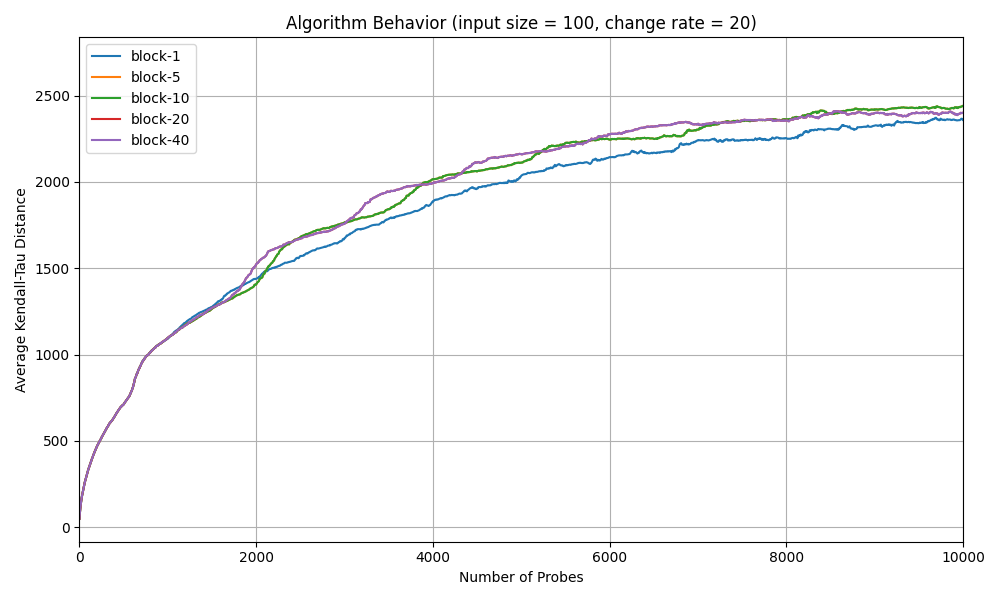 Algorithm Behavior (input size = 100, change rate = 20)
block-1
block-5
block-10
block-20
block-40
Average Kendall-Tau Distance
2500
2000
1500
1000
500
0
0 2000 4000 6000 8000 10000
Number of Probes